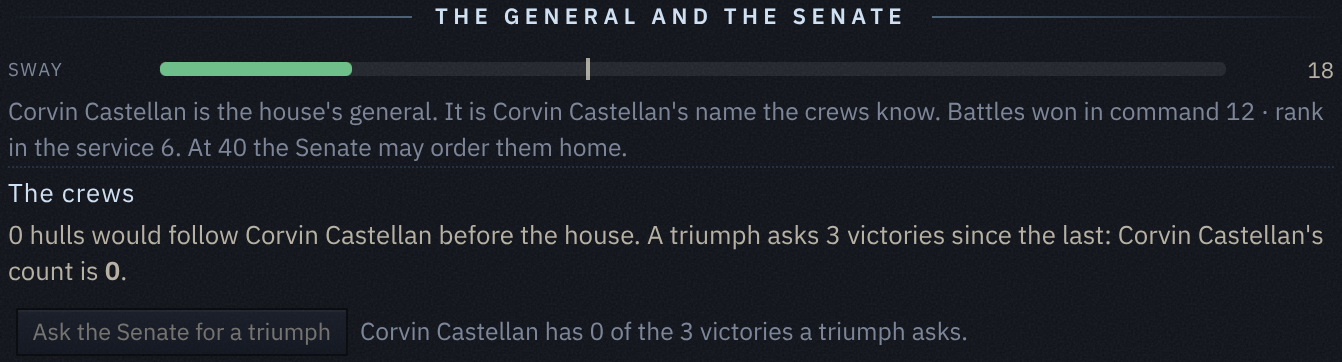 THE GENERAL AND THE SENATE
SWAY 18
Corvin Castellan is the house's general. It is Corvin Castellan's name the crews know. Battles won in command 12 · rank
in the service 6. At 40 the Senate may order them home.
The crews
0 hulls would follow Corvin Castellan before the house. A triumph asks 3 victories since the last: Corvin Castellan's
count is 0.
Ask the Senate for a triumph Corvin Castellan has 0 of the 3 victories a triumph asks.